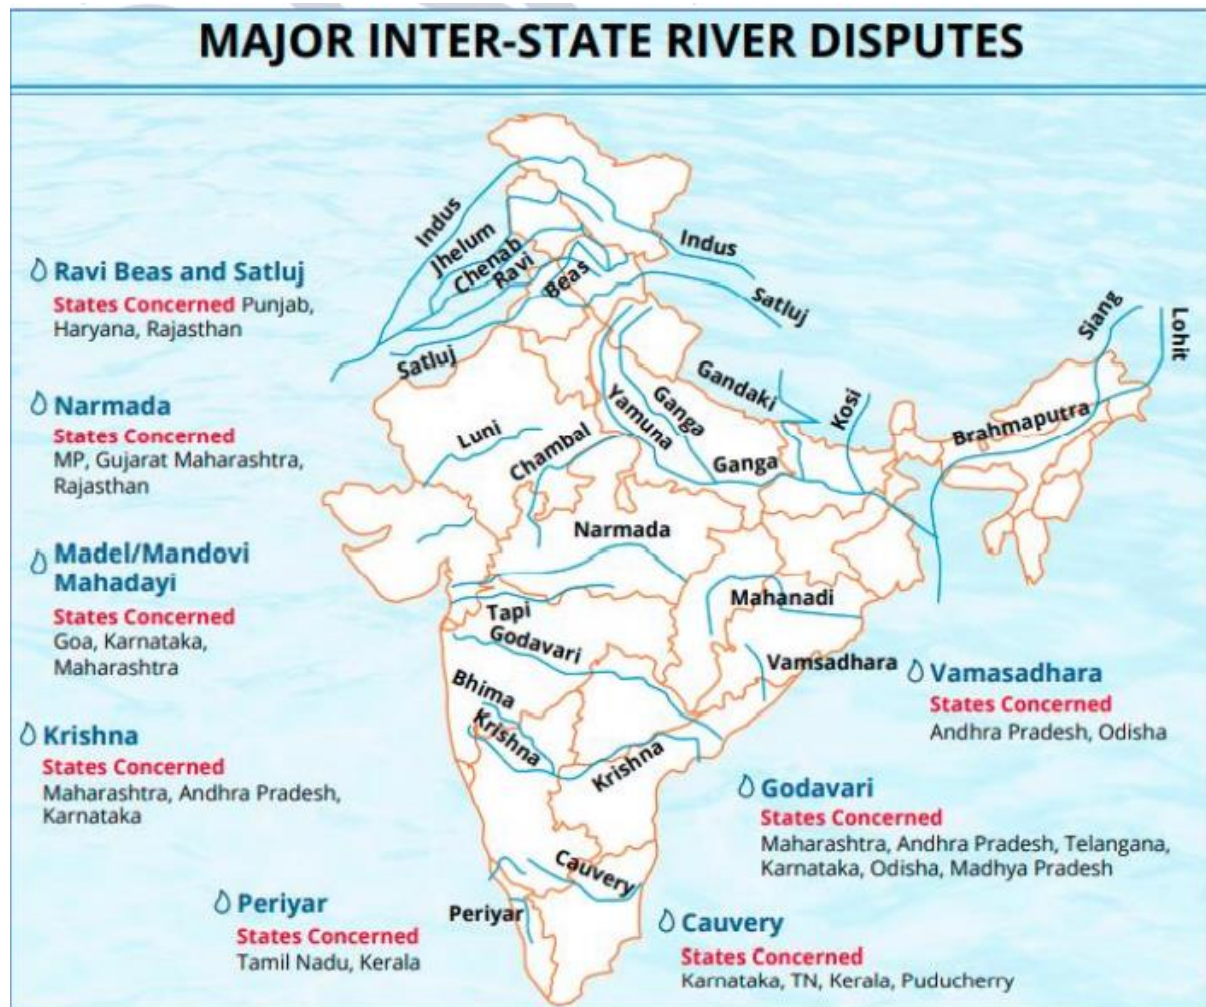 MAJOR INTER-STATE RIVER DISPUTES
Indus
Jhelum
Chenab
Ravi
Beas
Indus
Satluj
Satluj
Ravi Beas and Satluj
States Concerned Punjab,
Haryana, Rajasthan
Siang
Lohit
Gandaki
Kosi
Ganga
Yamuna
Brahmaputra
Luni
Chambal
Ganga
Narmada
States Concerned
MP, Gujarat Maharashtra,
Rajasthan
Narmada
Madel/Mandovi
Mahadayi
States Concerned
Goa, Karnataka,
Maharashtra
Mahanadi
Tapi
Godavari
Vamsadhara
Bhima
Krishna
Krishna
Vamasadhara
States Concerned
Andhra Pradesh, Odisha
Krishna
States Concerned
Maharashtra, Andhra Pradesh,
Karnataka
Godavari
States Concerned
Maharashtra, Andhra Pradesh, Telangana,
Karnataka, Odisha, Madhya Pradesh
Cauvery
Periyar
Periyar
States Concerned
Tamil Nadu, Kerala
Cauvery
States Concerned
Karnataka, TN, Kerala, Puducherry